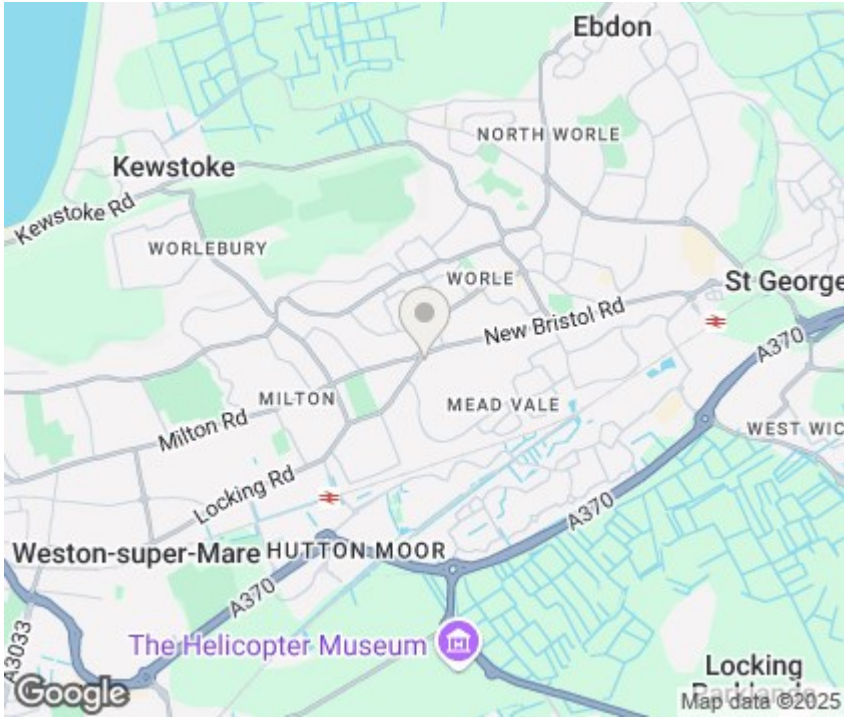 Ebdon
NORTH WORLE
Kewstoke
Kewstoke Rd
WORLEBURY
WORLE
St George
New Bristol Rd
A370
MILTON
MEAD VALE
Milton Rd
WEST WIC
Locking Rd
A370
Weston-super-Mare
HUTTON MOOR
A370
A3033
The Helicopter Museum
Locking
Parklands
Google
Map data ©2025